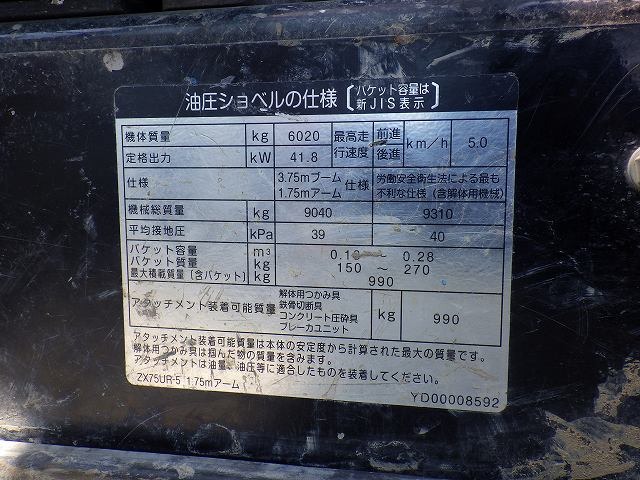 油圧ショベルの仕様〔バケット容量は新JIS表示〕
機体質量 kg 6020 最高走行速度 前進 後進 km/h 5.0
定格出力 kW 41.8
仕様 3.75mブーム 1.75mアーム 仕様 労働安全衛生法による最も不利な仕様(含解体用機械)
機械総質量 kg 9040 9310
平均接地圧 kPa 39 40
バケット容量 m³ ～ 0.28
バケット質量 kg 150 ～ 270
最大積載質量(含バケット) kg 990
アタッチメント装着可能質量 解体用つかみ具 鉄骨切断具 コンクリート圧砕具 ブレーカユニット kg 990
アタッチメント装着可能質量は本体の安定度から計算された最大の質量です。
解体用つかみ具は掴んだ物の質量を含みます。
アタッチメントは油量、油圧等に適合したものを装着してください。
ZX75UR-5 1.75mアーム YD00008592